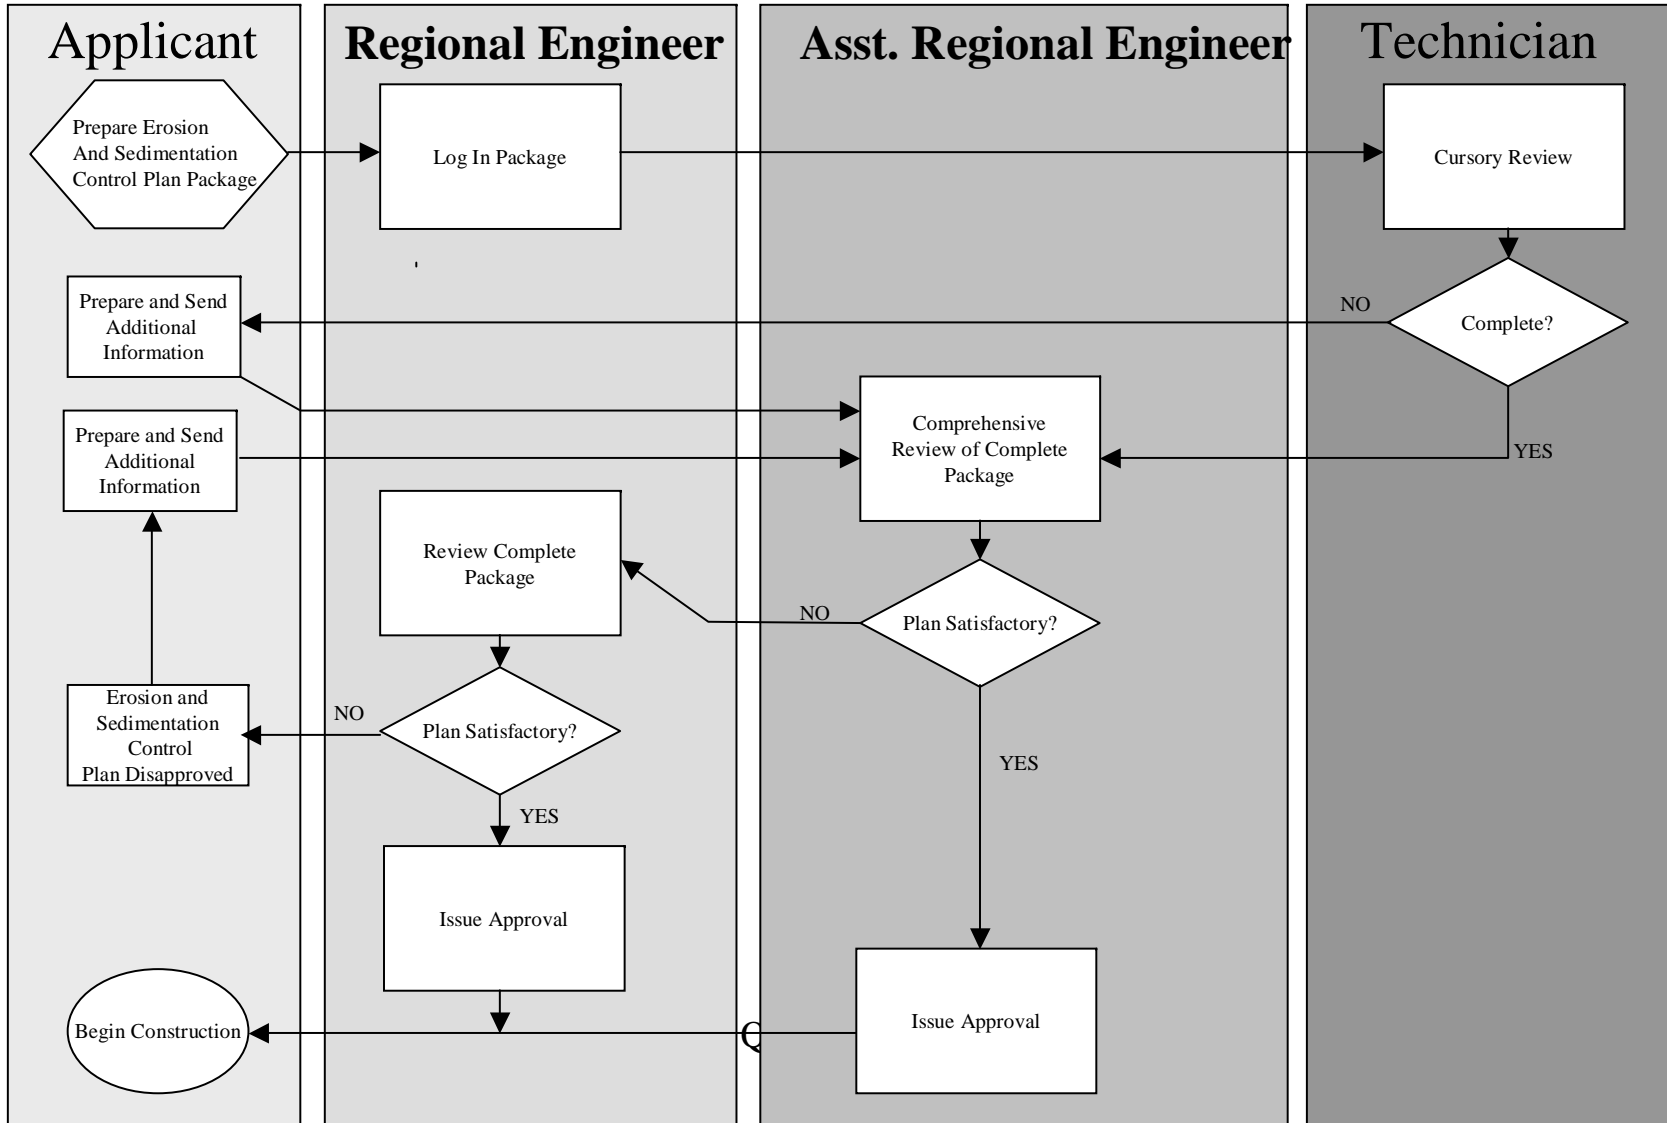 Applicant
Regional Engineer
Asst. Regional Engineer
Technician
Prepare Erosion
And Sedimentation
Control Plan Package
Log In Package
Cursory Review
'
Prepare and Send
Additional
Information
NO
Complete?
Prepare and Send
Additional
Information
Comprehensive
Review of Complete
Package
YES
Review Complete
Package
NO
Plan Satisfactory?
Erosion and
Sedimentation
Control
Plan Disapproved
NO
Plan Satisfactory?
YES
YES
Issue Approval
Begin Construction
Q
Issue Approval